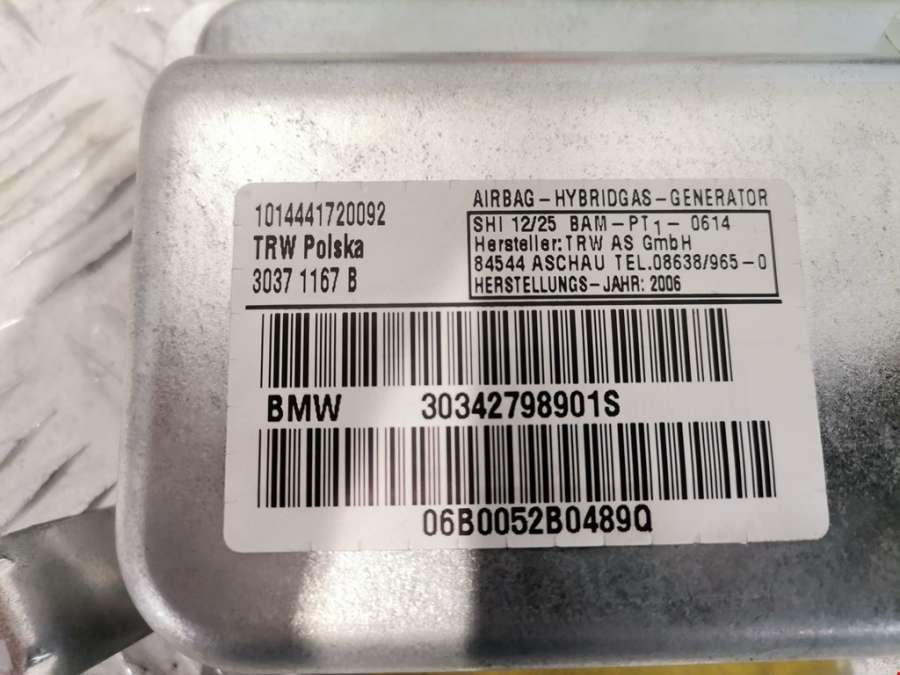 1014441720092
TRW Polska
3037 1167 B
AIRBAG-HYBRIDGAS-GENERATOR
SHI 12/25 BAM-PT1-0614
Hersteller: TRW AS GmbH
84544 ASCHAU TEL.08638/965-0
HERSTELLUNGS-JAHR: 2006
BMW 30342798901S
06B0052B0489Q